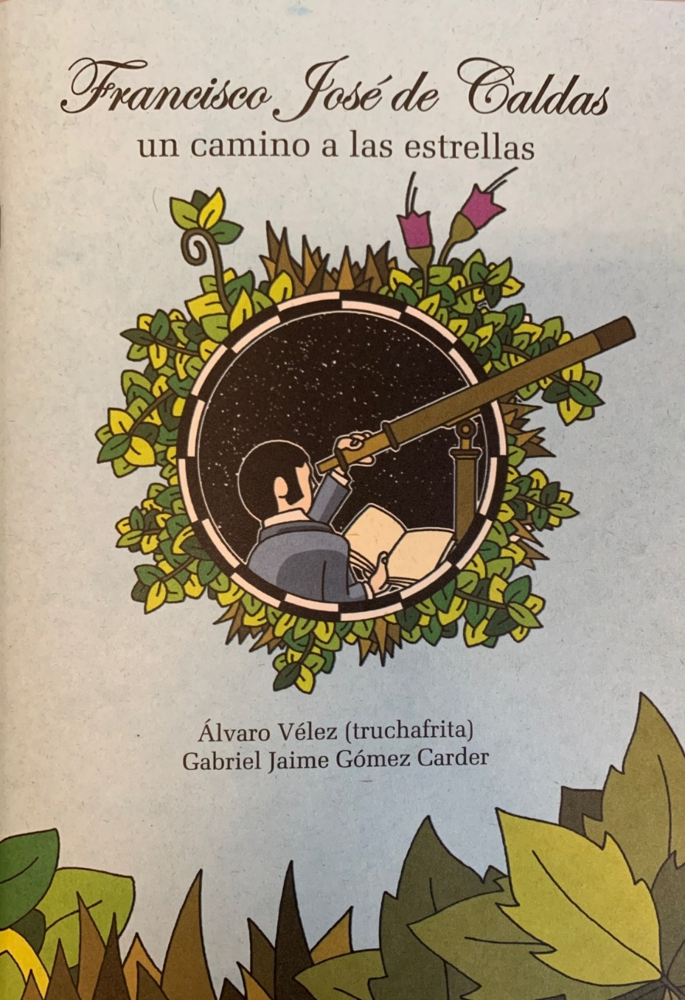 Francisco José de Caldas
un camino a las estrellas
Álvaro Vélez (truchafrita)
Gabriel Jaime Gómez Carder